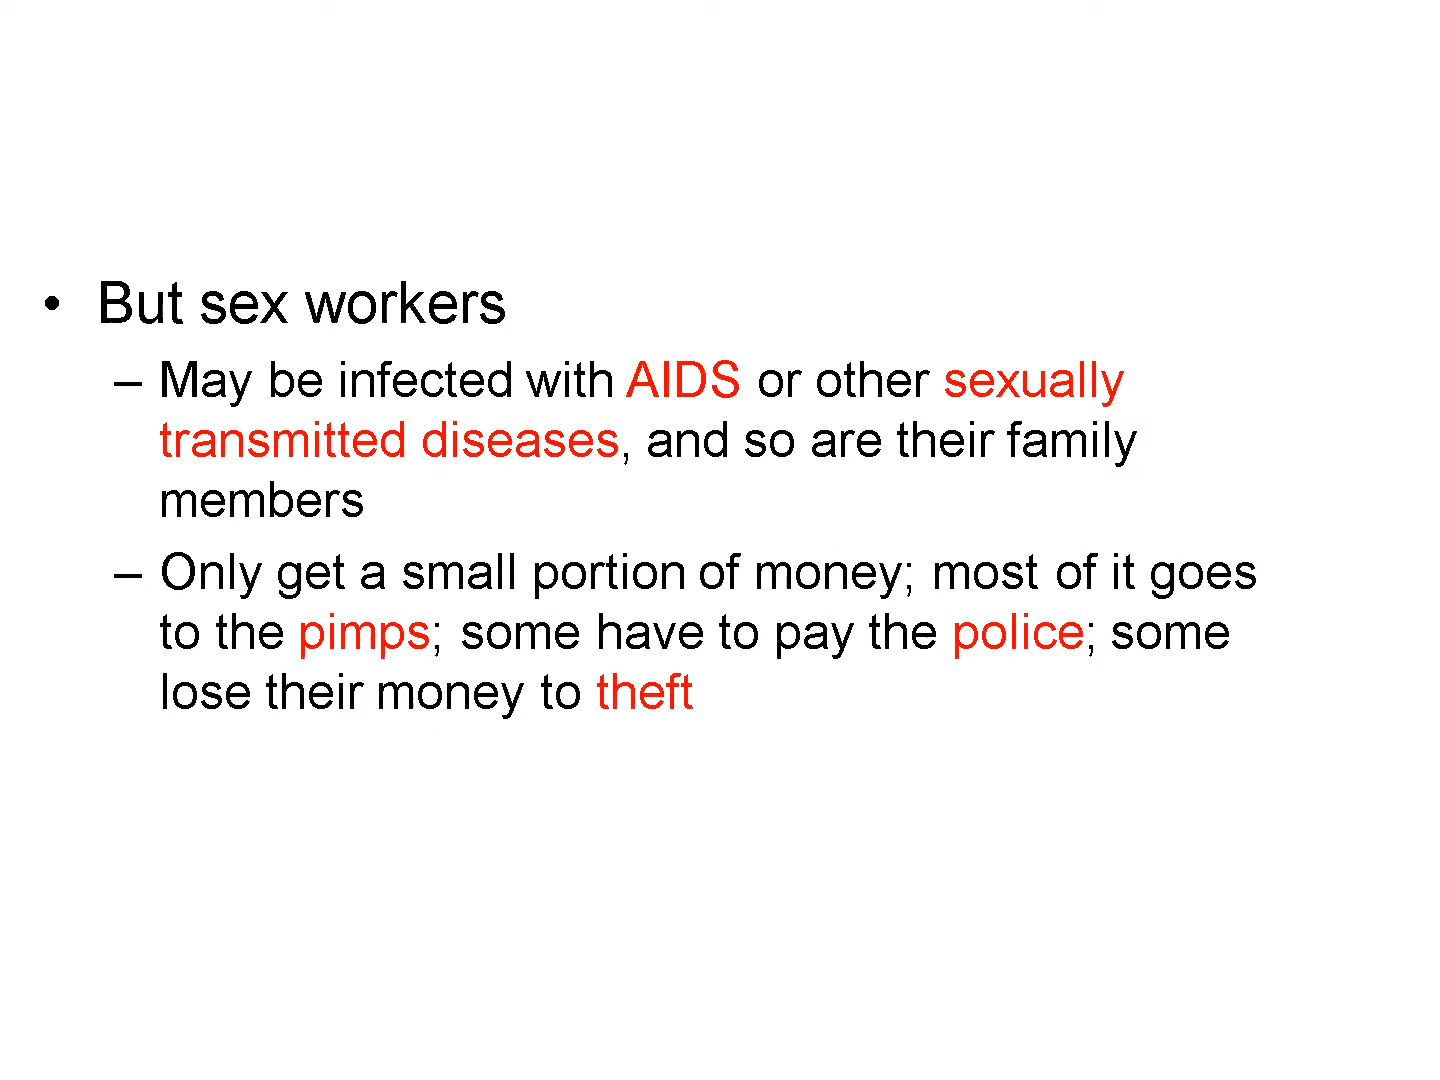 • But sex workers
– May be infected with AIDS or other sexually
transmitted diseases, and so are their family
members
– Only get a small portion of money; most of it goes
to the pimps; some have to pay the police; some
lose their money to theft